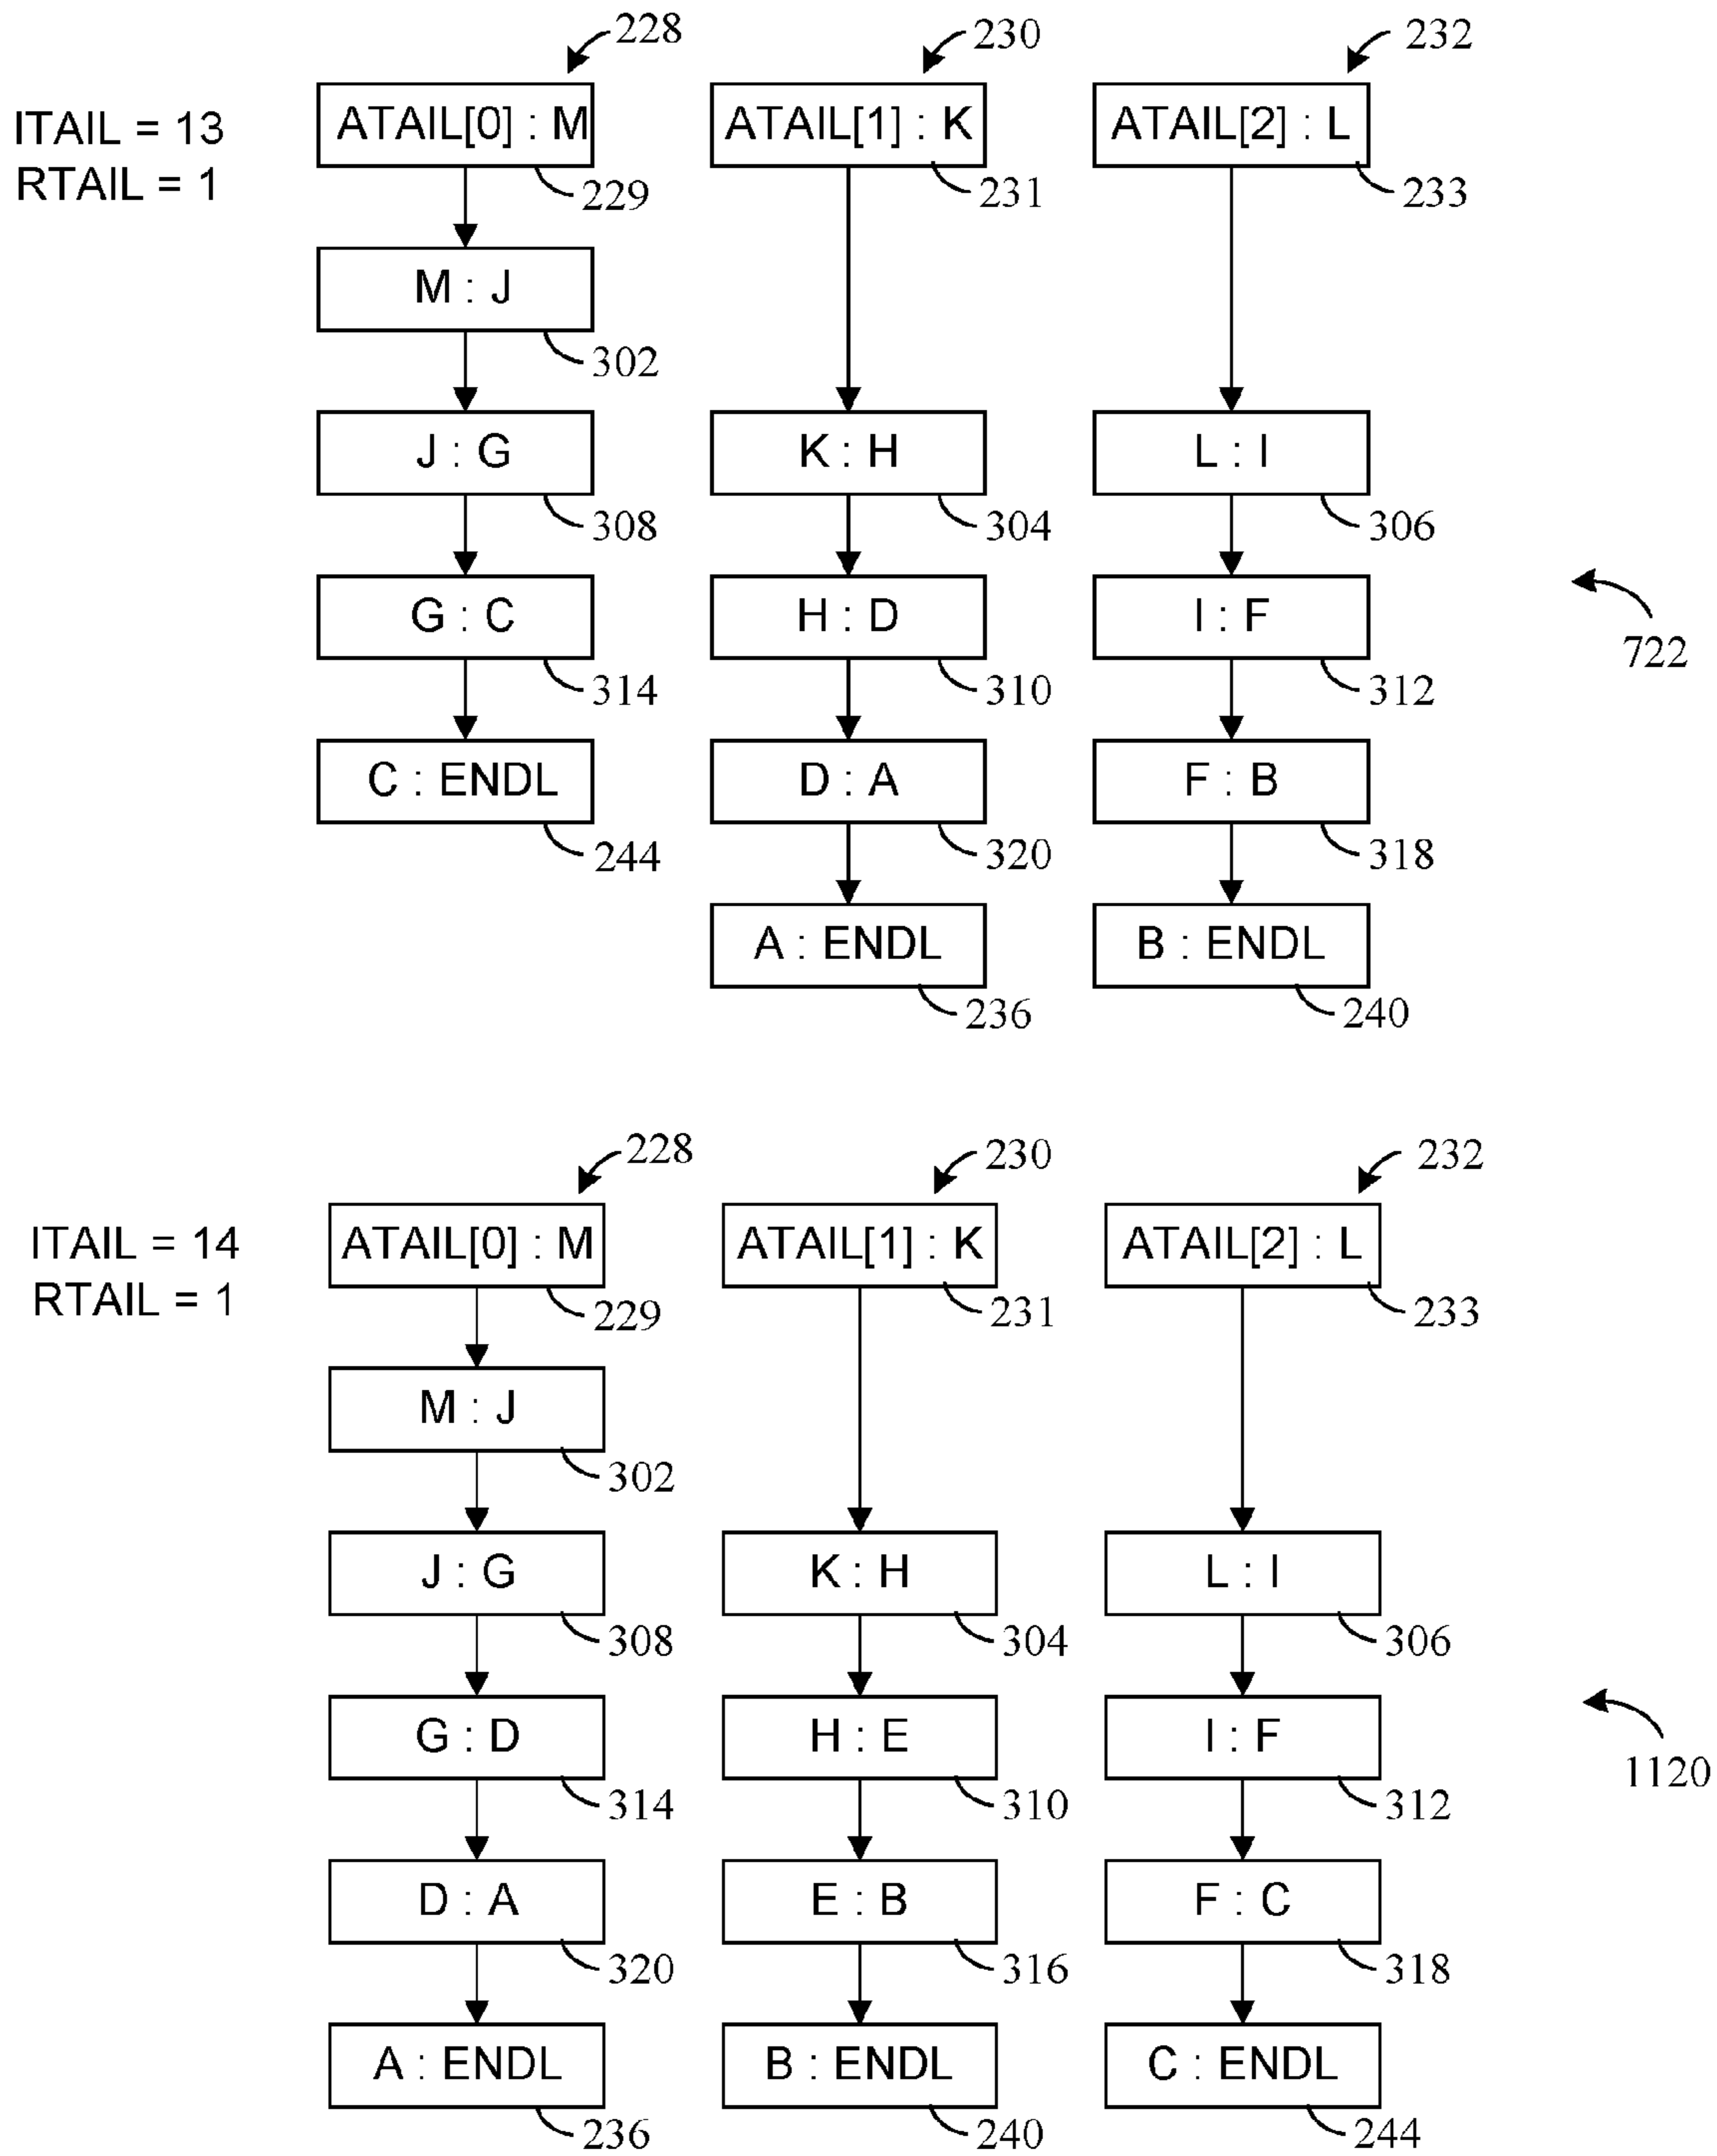 228
230
232
ITAIL = 13
RTAIL = 1
ATAIL[0] : M
ATAIL[1] : K
ATAIL[2] : L
229
231
233
M : J
302
J : G
K : H
L : I
308
304
306
G : C
H : D
I : F
722
314
310
312
C : ENDL
D : A
F : B
244
320
318
A : ENDL
B : ENDL
236
240
228
230
232
ITAIL = 14
RTAIL = 1
ATAIL[0] : M
ATAIL[1] : K
ATAIL[2] : L
229
231
233
M : J
302
J : G
K : H
L : I
308
304
306
G : D
H : E
I : F
1120
314
310
312
D : A
E : B
F : C
320
316
318
A : ENDL
B : ENDL
C : ENDL
236
240
244